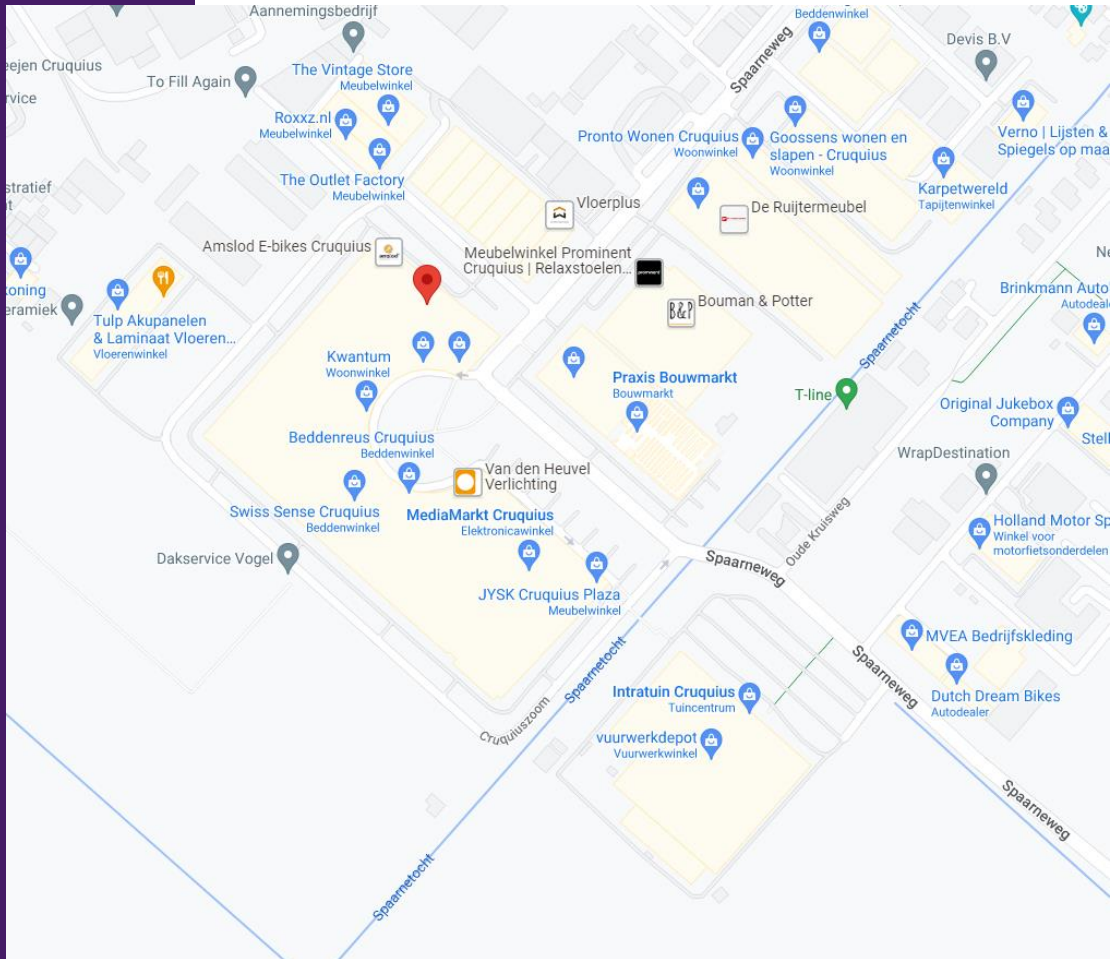 Aannemingsbedrijf
Beddenwinkel
Devis B.V
Spaarneweg
eejen Cruquius
rvice
To Fill Again
The Vintage Store
Meubelwinkel
Roxxz.nl
Meubelwinkel
The Outlet Factory
Meubelwinkel
Pronto Wonen Cruquius
Woonwinkel
Goossens wonen en
slapen - Cruquius
Woonwinkel
Verno | Lijsten &
Spiegels op maa
Karpetwereld
Tapijtenwinkel
stratief
Vloerplus
De Ruijtermeubel
Amslod E-bikes Cruquius
amslod
Meubelwinkel Prominent
Cruquius | Relaxstoelen...
prominent
Ne
Bouman & Potter
B&P
Brinkmann Auto
Autodeale
koning
eramiek
Tulp Akupanelen
& Laminaat Vloeren...
Vloerenwinkel
Spaarnetocht
Kwantum
Woonwinkel
Praxis Bouwmarkt
Bouwmarkt
T-line
Original Jukebox
Company
Stell
Beddenreus Cruquius
Beddenwinkel
WrapDestination
Van den Heuvel
Verlichting
Swiss Sense Cruquius
Beddenwinkel
MediaMarkt Cruquius
Elektronicawinkel
Oude Kruisweg
Holland Motor Sp
Winkel voor
motorfietsonderdelen
Dakservice Vogel
Spaarneweg
JYSK Cruquius Plaza
Meubelwinkel
MVEA Bedrijfskleding
Spaarnetocht
Spaarneweg
Intratuin Cruquius
Tuincentrum
Dutch Dream Bikes
Autodealer
Cruquiuszoom
vuurwerkdepot
Vuurwerkwinkel
Spaarneweg
Spaarnetocht